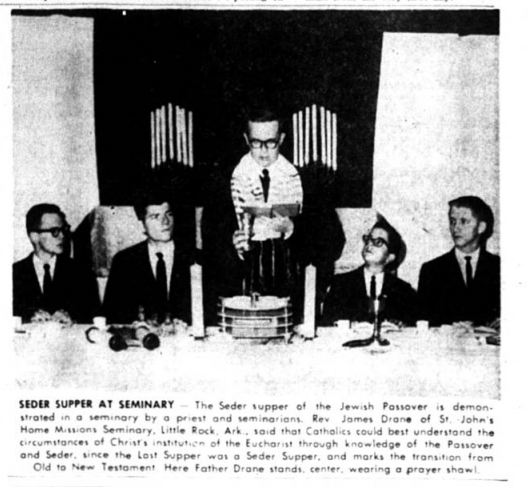 SEDER SUPPER AT SEMINARY — The Seder supper of the Jewish Passover is demon-
strated in a seminary by a priest and seminarians. Rev. James Drane of St. John's
Home Missions Seminary, Little Rock, Ark., said that Catholics could best understand the
circumstances of Christ's institution of the Eucharist through knowledge of the Passover
and Seder, since the Last Supper was a Seder Supper, and marks the transition from
Old to New Testament. Here Father Drane stands, center, wearing a prayer shawl.